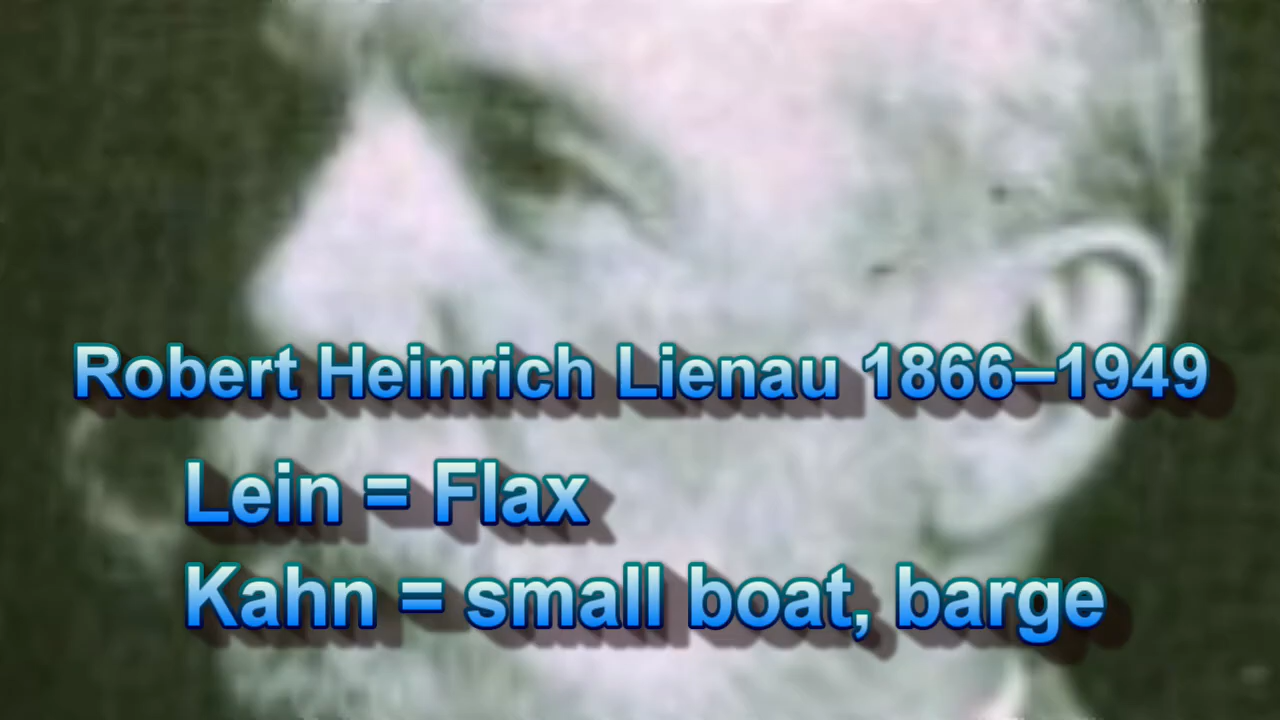 Robert Heinrich Lienau 1866–1949
Lein = Flax
Kahn = small boat, barge